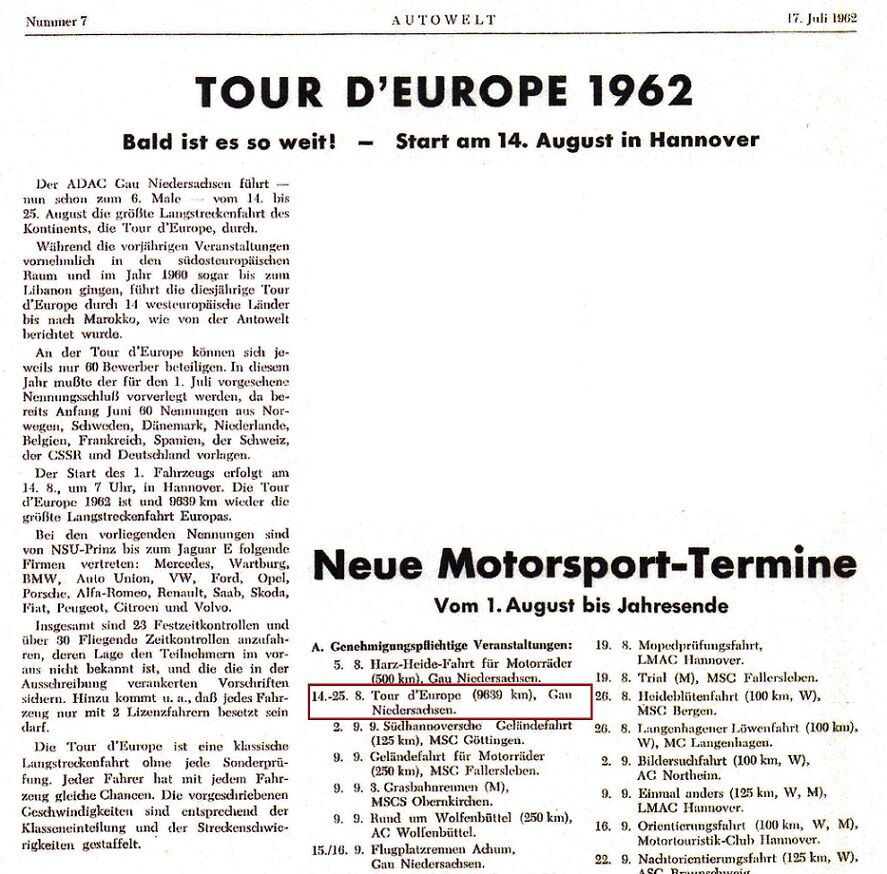 Nummer 7
AUTOWELT
17. Juli 1962
TOUR D'EUROPE 1962
Bald ist es so weit! – Start am 14. August in Hannover
Der ADAC Gau Niedersachsen führt —
nun schon zum 6. Male — vom 14. bis
25. August die größte Langstreckenfahrt des
Kontinents, die Tour d'Europe, durch.
Während die vorjährigen Veranstaltungen
vornehmlich in den südosteuropäischen
Raum und im Jahr 1960 sogar bis zum
Libanon gingen, führt die diesjährige Tour
d'Europe durch 14 westeuropäische Länder
bis nach Marokko, wie von der Autowelt
berichtet wurde.
An der Tour d'Europe können sich je-
weils nur 60 Bewerber beteiligen. In diesem
Jahr mußte der für den 1. Juli vorgesehene
Nennungsschluß vorverlegt werden, da be-
reits Anfang Juni 60 Nennungen aus Nor-
wegen, Schweden, Dänemark, Niederlande,
Belgien, Frankreich, Spanien, der Schweiz,
der CSSR und Deutschland vorlagen.
Der Start des 1. Fahrzeugs erfolgt am
14. 8., um 7 Uhr, in Hannover. Die Tour
d'Europe 1962 ist und 9639 km wieder die
größte Langstreckenfahrt Europas.
Bei den vorliegenden Nennungen sind
von NSU-Prinz bis zum Jaguar E folgende
Firmen vertreten: Mercedes, Wartburg,
BMW, Auto Union, VW, Ford, Opel,
Porsche, Alfa-Romeo, Renault, Saab, Skoda,
Fiat, Peugeot, Citroen und Volvo.
Insgesamt sind 23 Festzeitkontrollen und
über 30 Fliegende Zeitkontrollen anzufah-
ren, deren Lage den Teilnehmern im vor-
aus nicht bekannt ist, und die die in der
Ausschreibung verankerten Vorschriften
sichern. Hinzu kommt u. a., daß jedes Fahr-
zeug nur mit 2 Lizenzfahrern besetzt sein
darf.
Die Tour d'Europe ist eine klassische
Langstreckenfahrt ohne jede Sonderprü-
fung. Jeder Fahrer hat mit jedem Fahr-
zeug gleiche Chancen. Die vorgeschriebenen
Geschwindigkeiten sind entsprechend der
Klasseneinteilung und der Streckenschwie-
rigkeiten gestaffelt.
Neue Motorsport-Termine
Vom 1. August bis Jahresende
A. Genehmigungspflichtige Veranstaltungen:
5. 8. Harz-Heide-Fahrt für Motorräder
(500 km), Gau Niedersachsen.
14.-25. 8. Tour d'Europe (9639 km), Gau
Niedersachsen.
2. 9. 9. Südhannoversche Geländefahrt
(125 km), MSC Göttingen.
9. 9. Geländefahrt für Motorräder
(250 km), MSC Fallersleben.
9. 9. 3. Grasbahnrennen (M),
MSCS Obernkirchen.
9. 9. Rund um Wolfenbüttel (250 km),
AC Wolfenbüttel.
15./16. 9. Flugplatzrennen Achum,
Gau Niedersachsen.
19. 8. Mopedprüfungsfahrt,
LMAC Hannover.
19. 8. Trial (M), MSC Fallersleben.
26. 8. Heideblütenfahrt (100 km, W),
MSC Bergen.
26. 8. Langenhagener Löwenfahrt (100 km),
W), MC Langenhagen.
2. 9. Bildersuchfahrt (100 km, W),
AC Northeim.
9. 9. Einmal anders (125 km, W, M),
LMAC Hannover.
16. 9. Orientierungsfahrt (100 km, W, M),
Motortouristik-Club Hannover.
22. 9. Nachtorientierungsfahrt (125 km, W),
ASC Braunschweig.